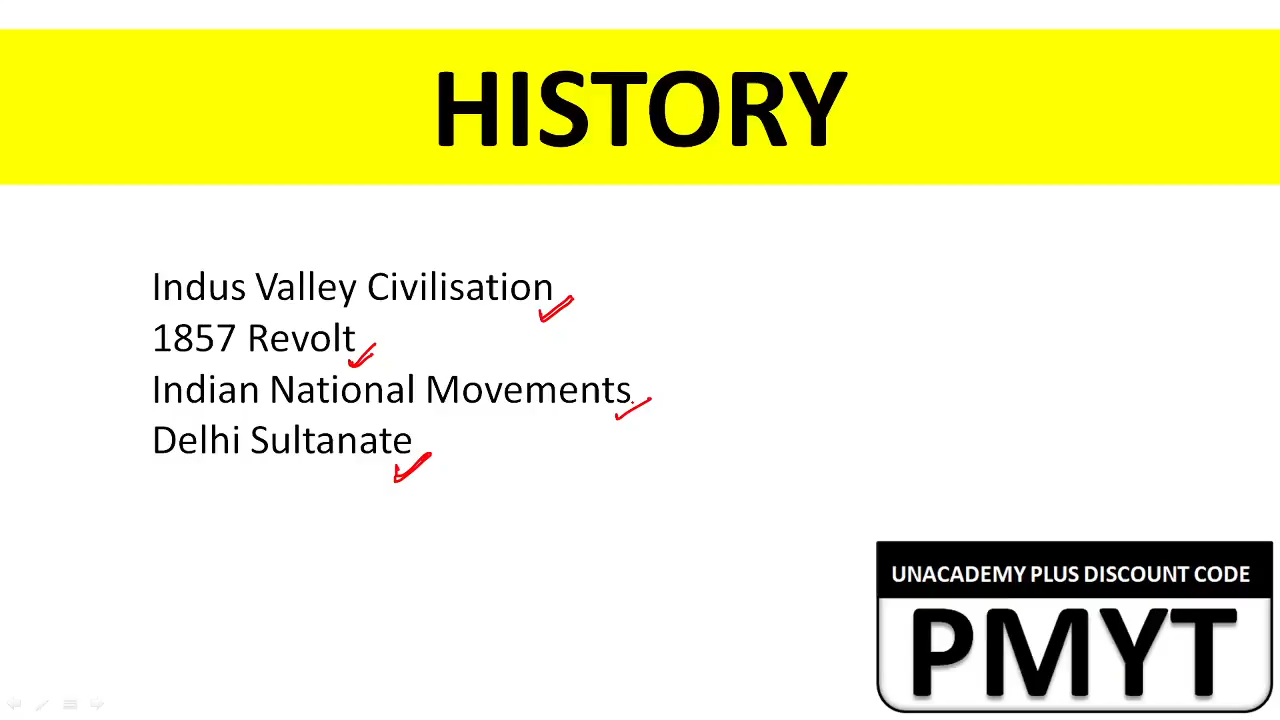 HISTORY
Indus Valley Civilisation
1857 Revolt
Indian National Movements
Delhi Sultanate
UNACADEMY PLUS DISCOUNT CODE
PMYT